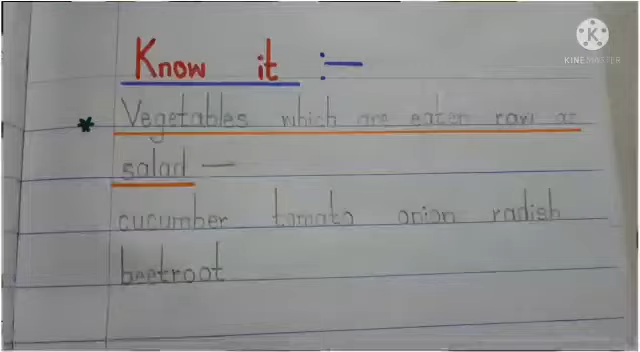 Know it :-
* Vegetables which are eaten raw as
salad —
cucumber tomato onion radish
beetroot
K
KINEMASTER